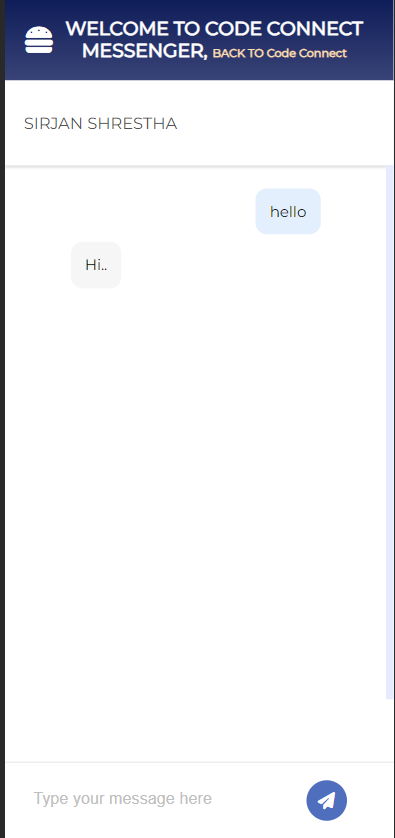 WELCOME TO CODE CONNECT
MESSENGER, BACK TO Code Connect
SIRJAN SHRESTHA
hello
Hi..
Type your message here